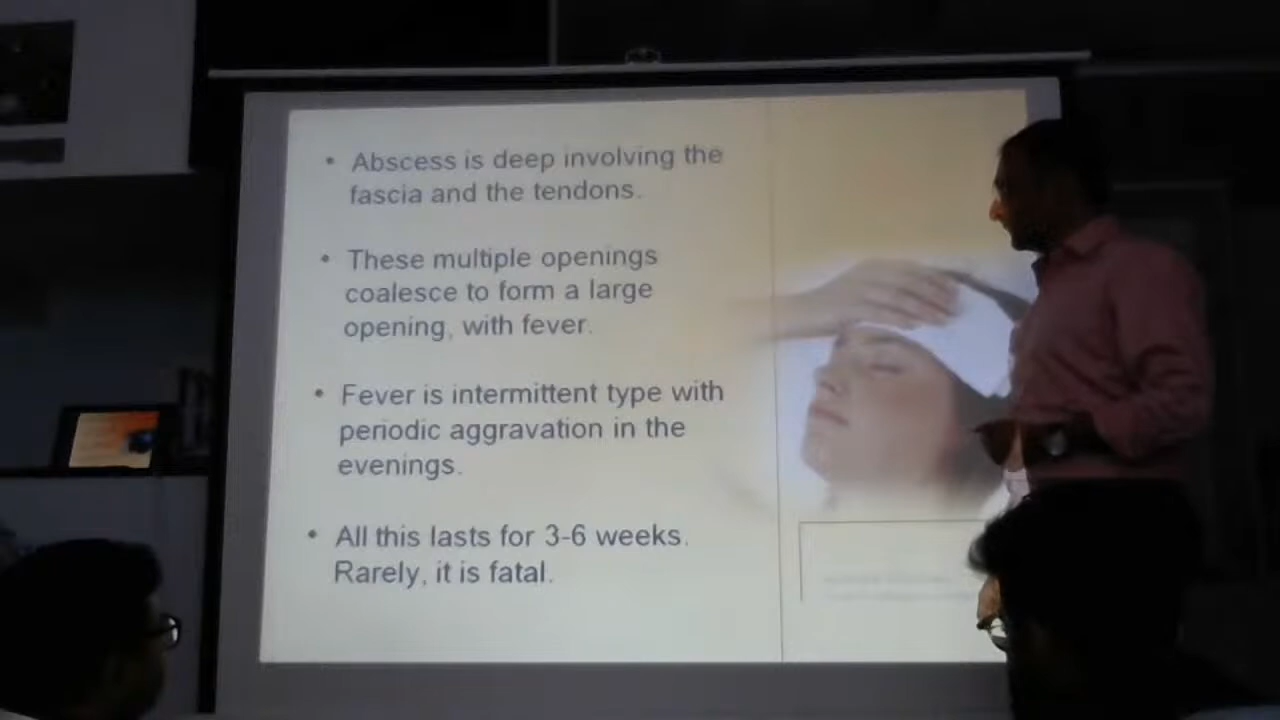 • Abscess is deep involving the
fascia and the tendons.
• These multiple openings
coalesce to form a large
opening, with fever.
• Fever is intermittent type with
periodic aggravation in the
evenings.
• All this lasts for 3-6 weeks.
Rarely, it is fatal.